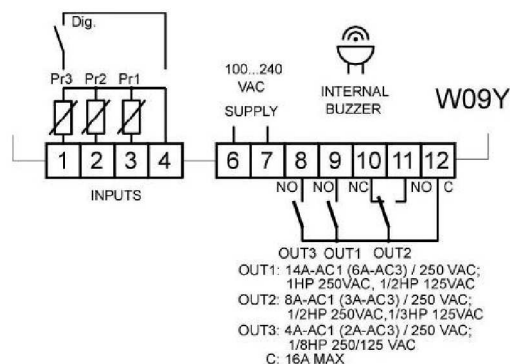 Dig.
Pr3 Pr2 Pr1
100...240
VAC
SUPPLY
INTERNAL
BUZZER
W09Y
1 2 3 4 6 7 8 9 10 11 12
INPUTS
NO NO NC NO C
OUT3 OUT1 OUT2
OUT1: 14A-AC1 (6A-AC3) / 250 VAC;
1HP 250VAC, 1/2HP 125VAC
OUT2: 8A-AC1 (3A-AC3) / 250 VAC;
1/2HP 250VAC,1/3HP 125VAC
OUT3: 4A-AC1 (2A-AC3) / 250 VAC;
1/8HP 250/125 VAC
C: 16A MAX